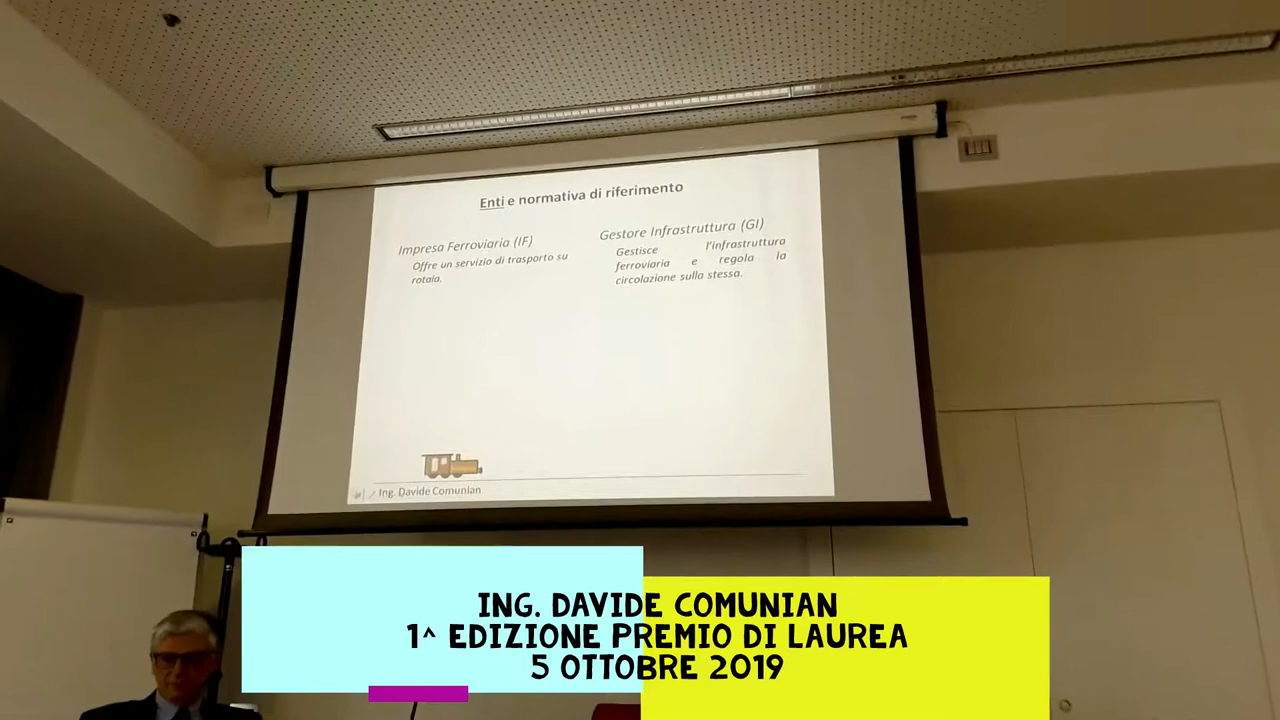 Enti e normativa di riferimento
Impresa Ferroviaria (IF)
Offre un servizio di trasporto su
rotaia.
Gestore Infrastruttura (GI)
Gestisce l'infrastruttura
ferroviaria e regola la
circolazione sulla stessa.
Ing. Davide Comunian
ING. DAVIDE COMUNIAN
1^ EDIZIONE PREMIO DI LAUREA
5 OTTOBRE 2019